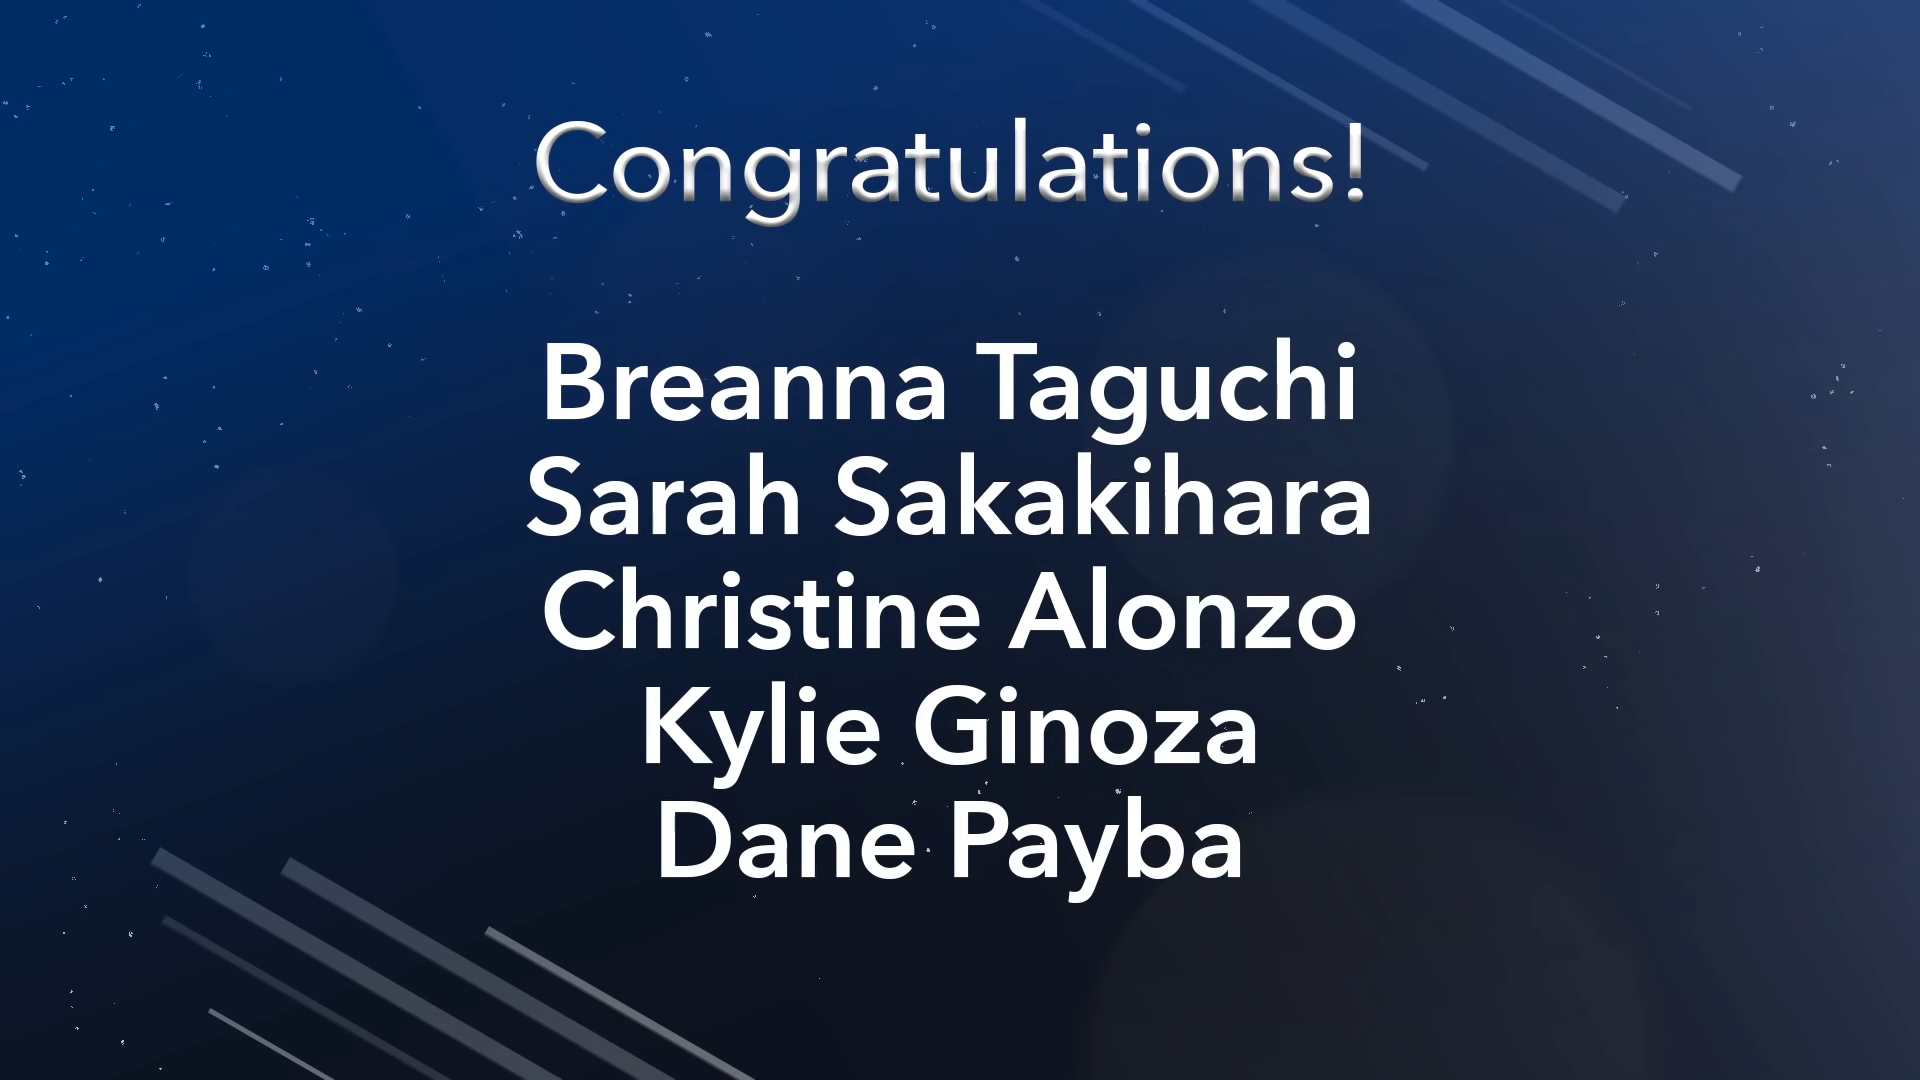 Congratulations!
Breanna Taguchi
Sarah Sakakihara
Christine Alonzo
Kylie Ginoza
Dane Payba